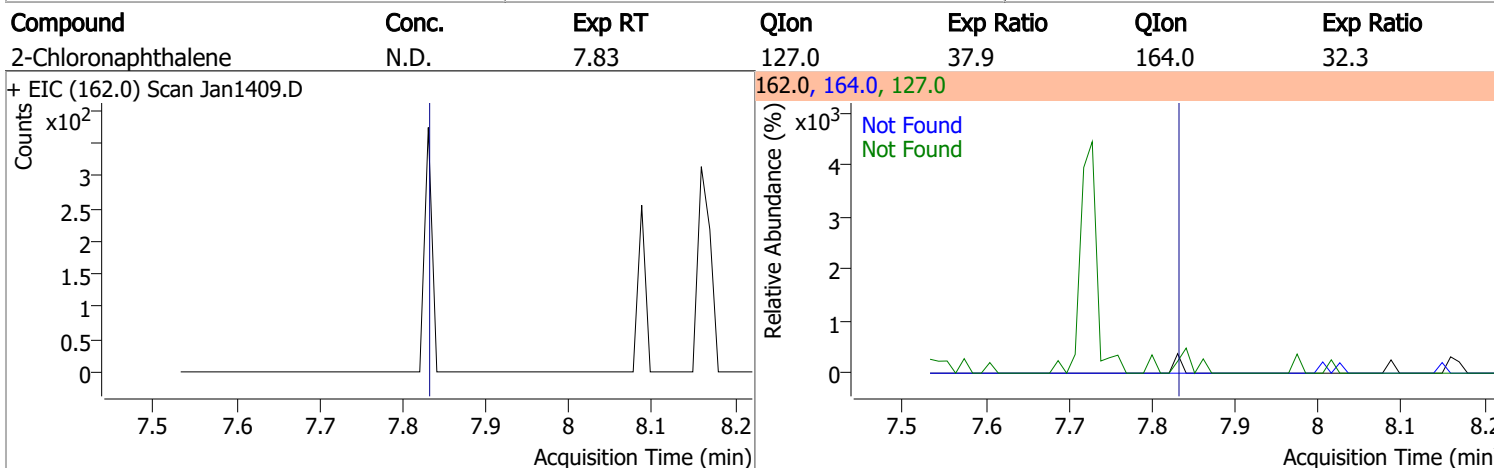 Compound Conc. Exp RT QIon Exp Ratio QIon Exp Ratio
2-Chloronaphthalene N.D. 7.83 127.0 37.9 164.0 32.3
+ EIC (162.0) Scan Jan1409.D
162.0, 164.0, 127.0
Counts
x10²
3
2.5
2
1.5
1
0.5
0
7.5 7.6 7.7 7.8 7.9 8 8.1 8.2
Acquisition Time (min)
Relative Abundance (%)
x10³
Not Found
Not Found
4
3
2
1
0
7.5 7.6 7.7 7.8 7.9 8 8.1 8.2
Acquisition Time (min